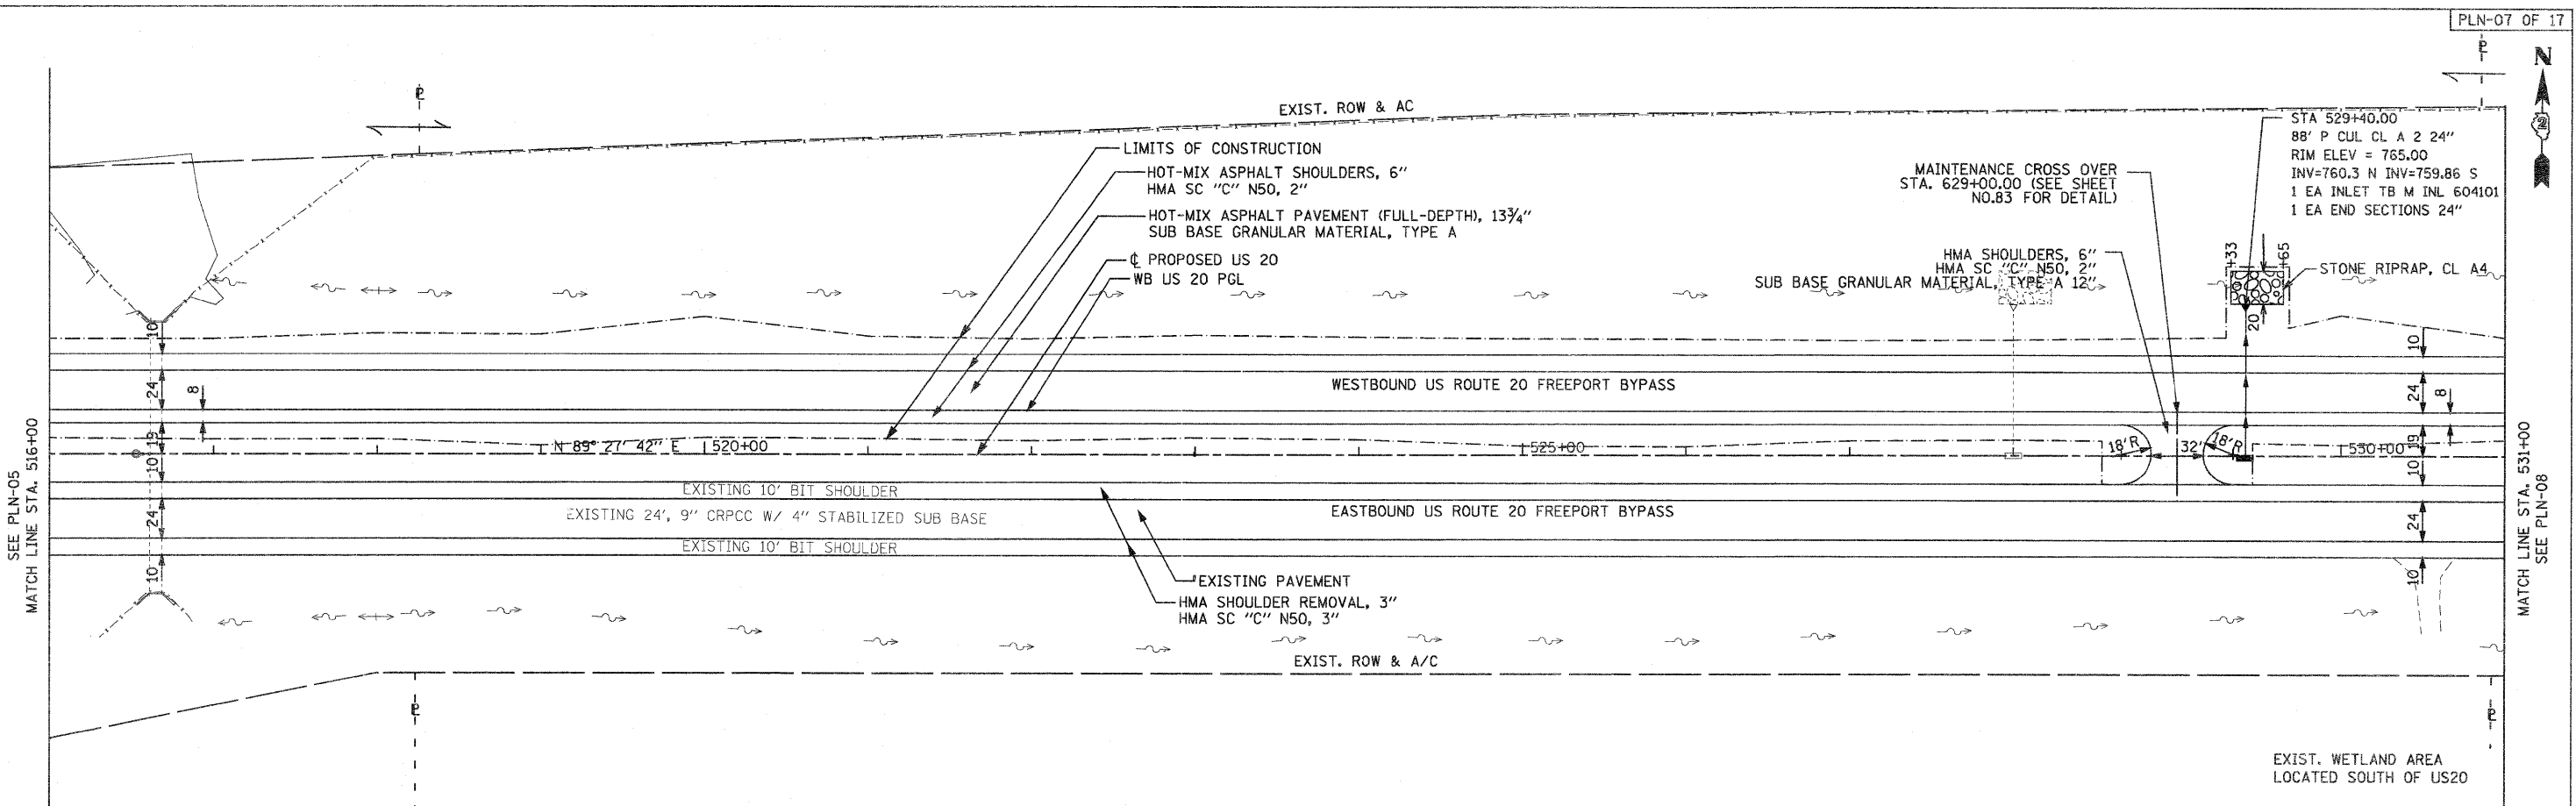 PLN-07 OF 17
N
2
P
P
EXIST. ROW & AC
LIMITS OF CONSTRUCTION
HOT-MIX ASPHALT SHOULDERS, 6"
HMA SC "C" N50, 2"
HOT-MIX ASPHALT PAVEMENT (FULL-DEPTH), 13¾"
SUB BASE GRANULAR MATERIAL, TYPE A
℄ PROPOSED US 20
WB US 20 PGL
MAINTENANCE CROSS OVER
STA. 629+00.00 (SEE SHEET
NO.83 FOR DETAIL)
STA 529+40.00
88' P CUL CL A 2 24"
RIM ELEV = 765.00
INV=760.3 N INV=759.86 S
1 EA INLET TB M INL 604101
1 EA END SECTIONS 24"
HMA SHOULDERS, 6"
HMA SC "C" N50, 2"
SUB BASE GRANULAR MATERIAL, TYPE A 12"
+33
+65
STONE RIPRAP, CL A4
20
10
24
8
19
10
24
10
WESTBOUND US ROUTE 20 FREEPORT BYPASS
10
24
8
19
10
24
10
N 89° 27' 42" E
520+00
525+00
18'R
32'
18'R
530+00
EXISTING 10' BIT SHOULDER
EXISTING 24', 9" CRPCC W/ 4" STABILIZED SUB BASE
EXISTING 10' BIT SHOULDER
EASTBOUND US ROUTE 20 FREEPORT BYPASS
EXISTING PAVEMENT
HMA SHOULDER REMOVAL, 3"
HMA SC "C" N50, 3"
EXIST. ROW & A/C
SEE PLN-05
MATCH LINE STA. 516+00
MATCH LINE STA. 531+00
SEE PLN-08
P
P
EXIST. WETLAND AREA
LOCATED SOUTH OF US20